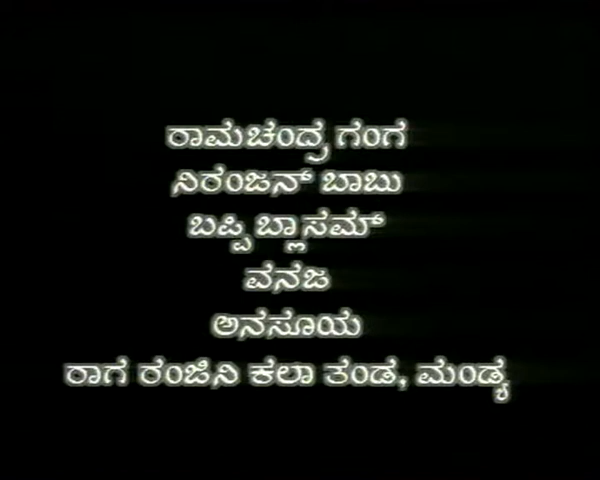 ರಾಮಚಂದ್ರ ಗಂಗ
ನಿರಂಜನ್ ಬಾಬು
ಬಪ್ಪಿ ಬ್ಲಾಸಮ್
ವನಜ
ಅನಸೂಯ
ರಾಗ ರಂಜಿನಿ ಕಲಾ ತಂಡ, ಮಂಡ್ಯ